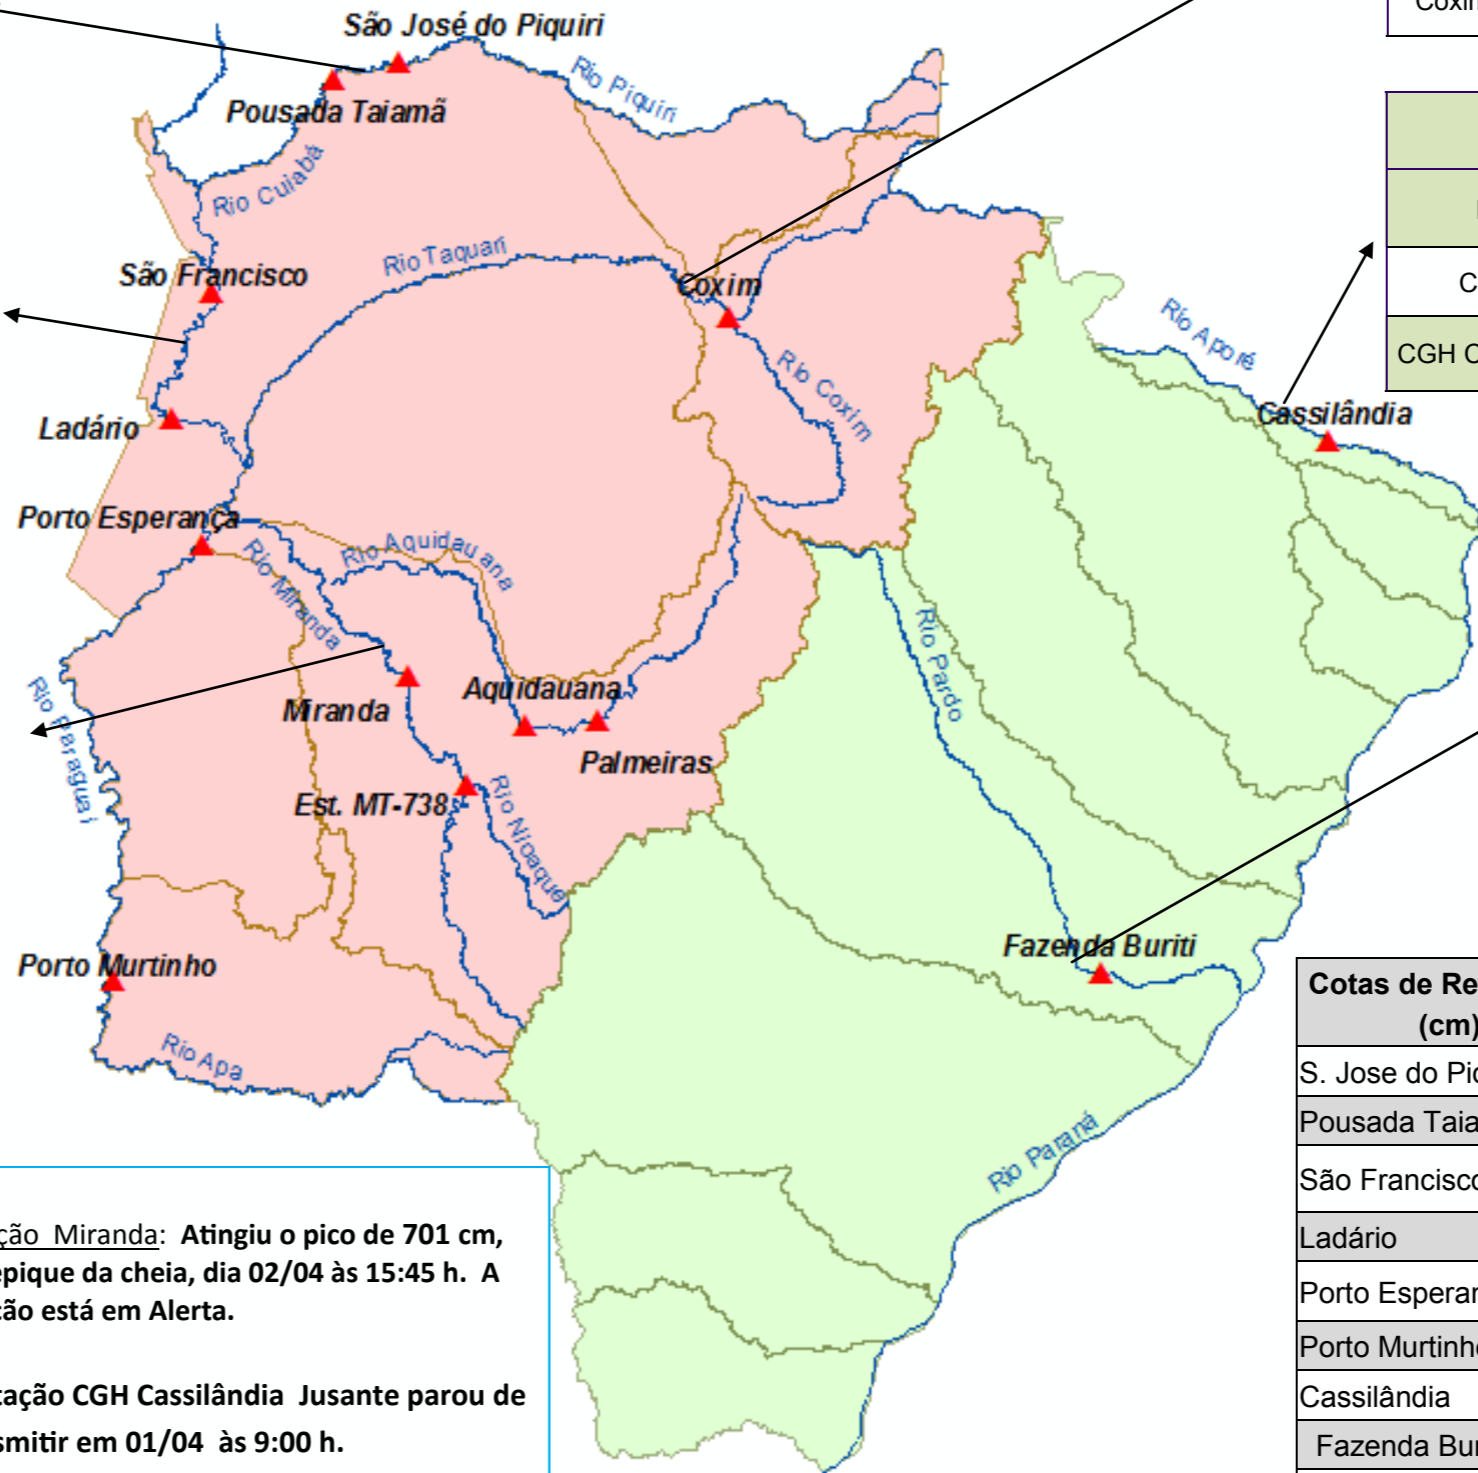 São José do Piquiri
Pousada Taiamã
Rio Piquiri
Rio Cuiabá
São Francisco
Rio Taquari
Coxim
Rio Coxim
Rio Aporé
Cassilândia
Ladário
Porto Esperança
Rio Miranda
Rio Aquidauana
Rio Pardo
Rio Paraguai
Miranda
Aquidauana
Palmeiras
Est. MT-738
Rio Nioaque
Porto Murtinho
Rio Apa
Fazenda Buriti
Rio Paraná
Coxim
C
CGH C
ção Miranda: Atingiu o pico de 701 cm,
epique da cheia, dia 02/04 às 15:45 h. A
ção está em Alerta.
tação CGH Cassilândia Jusante parou de
smitir em 01/04 às 9:00 h.
Cotas de Re
(cm)
S. Jose do Pi
Pousada Taia
São Francisco
Ladário
Porto Espera
Porto Murtinho
Cassilândia
Fazenda Bu